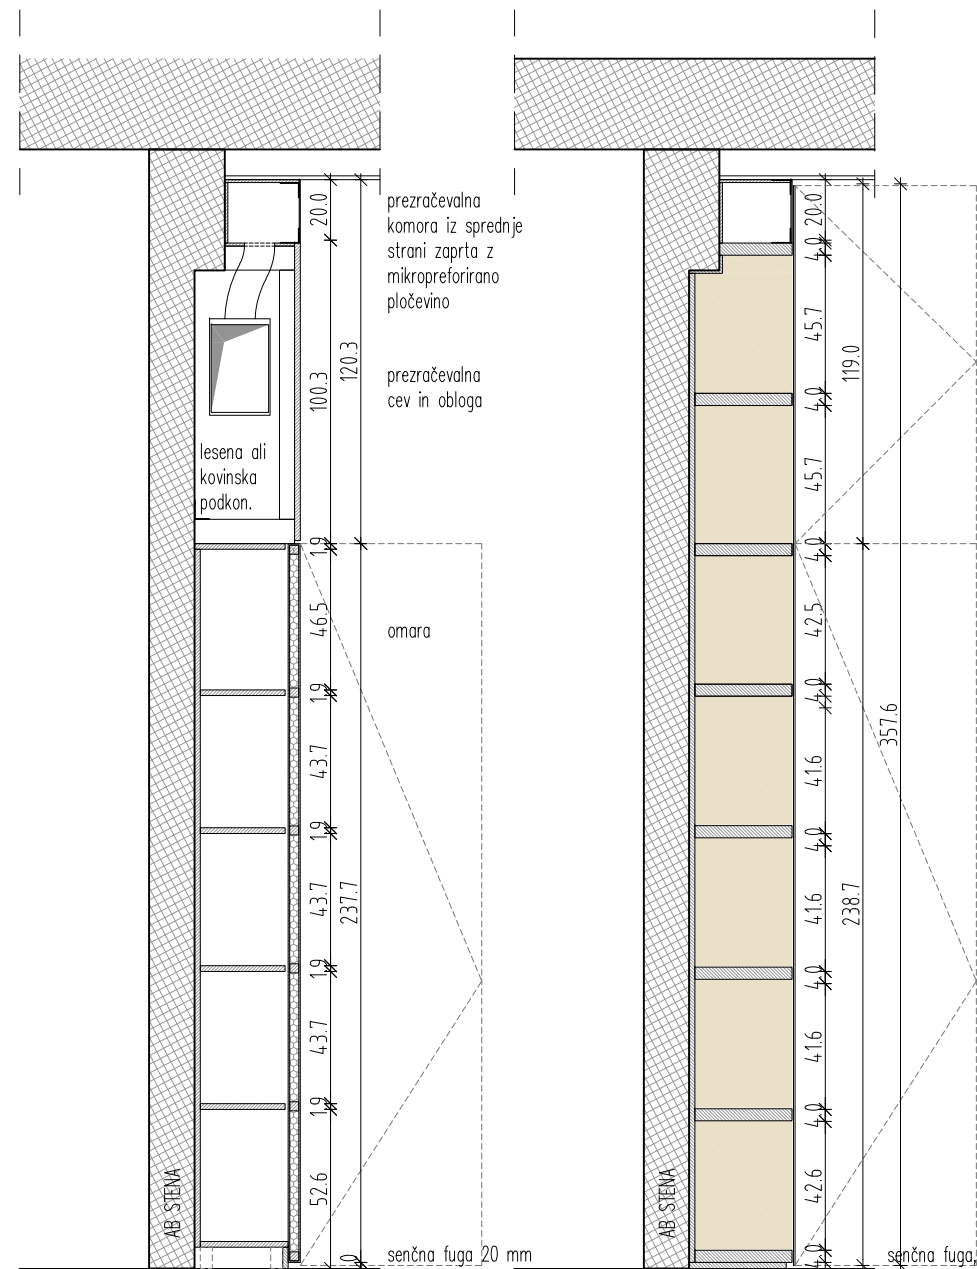 prezračevalna
komora iz sprednje
strani zaprta z
mikropreforirano
pločevino
prezračevalna
cev in obloga
lesena ali
kovinska
podkon.
omara
AB STENA
senčna fuga 20 mm
20.0
100.3
120.3
1.9
46.5
1.9
43.7
1.9
43.7
237.7
1.9
43.7
1.9
52.6
AB STENA
senčna fuga
20.0
4.0
45.7
119.0
4.0
45.7
4.0
42.5
4.0
357.6
41.6
4.0
41.6
238.7
4.0
41.6
4.0
42.6
4.0